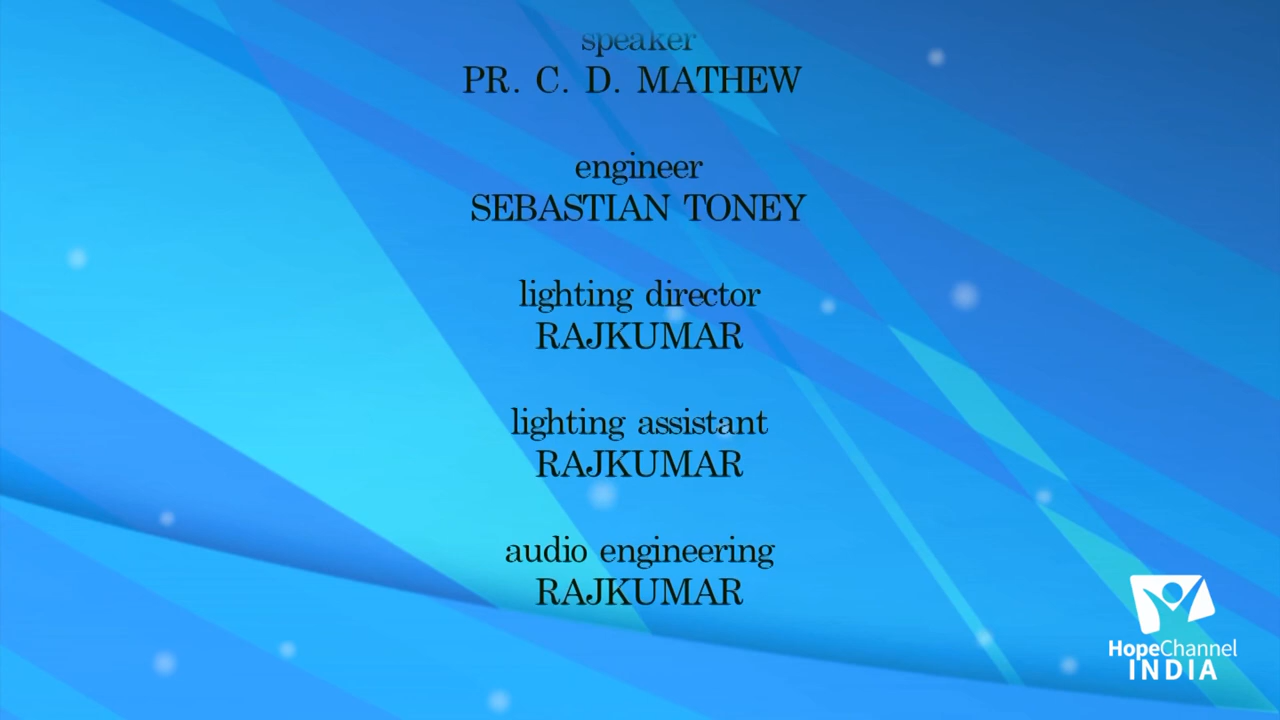 speaker
PR. C. D. MATHEW
engineer
SEBASTIAN TONEY
lighting director
RAJKUMAR
lighting assistant
RAJKUMAR
audio engineering
RAJKUMAR
HopeChannel
INDIA